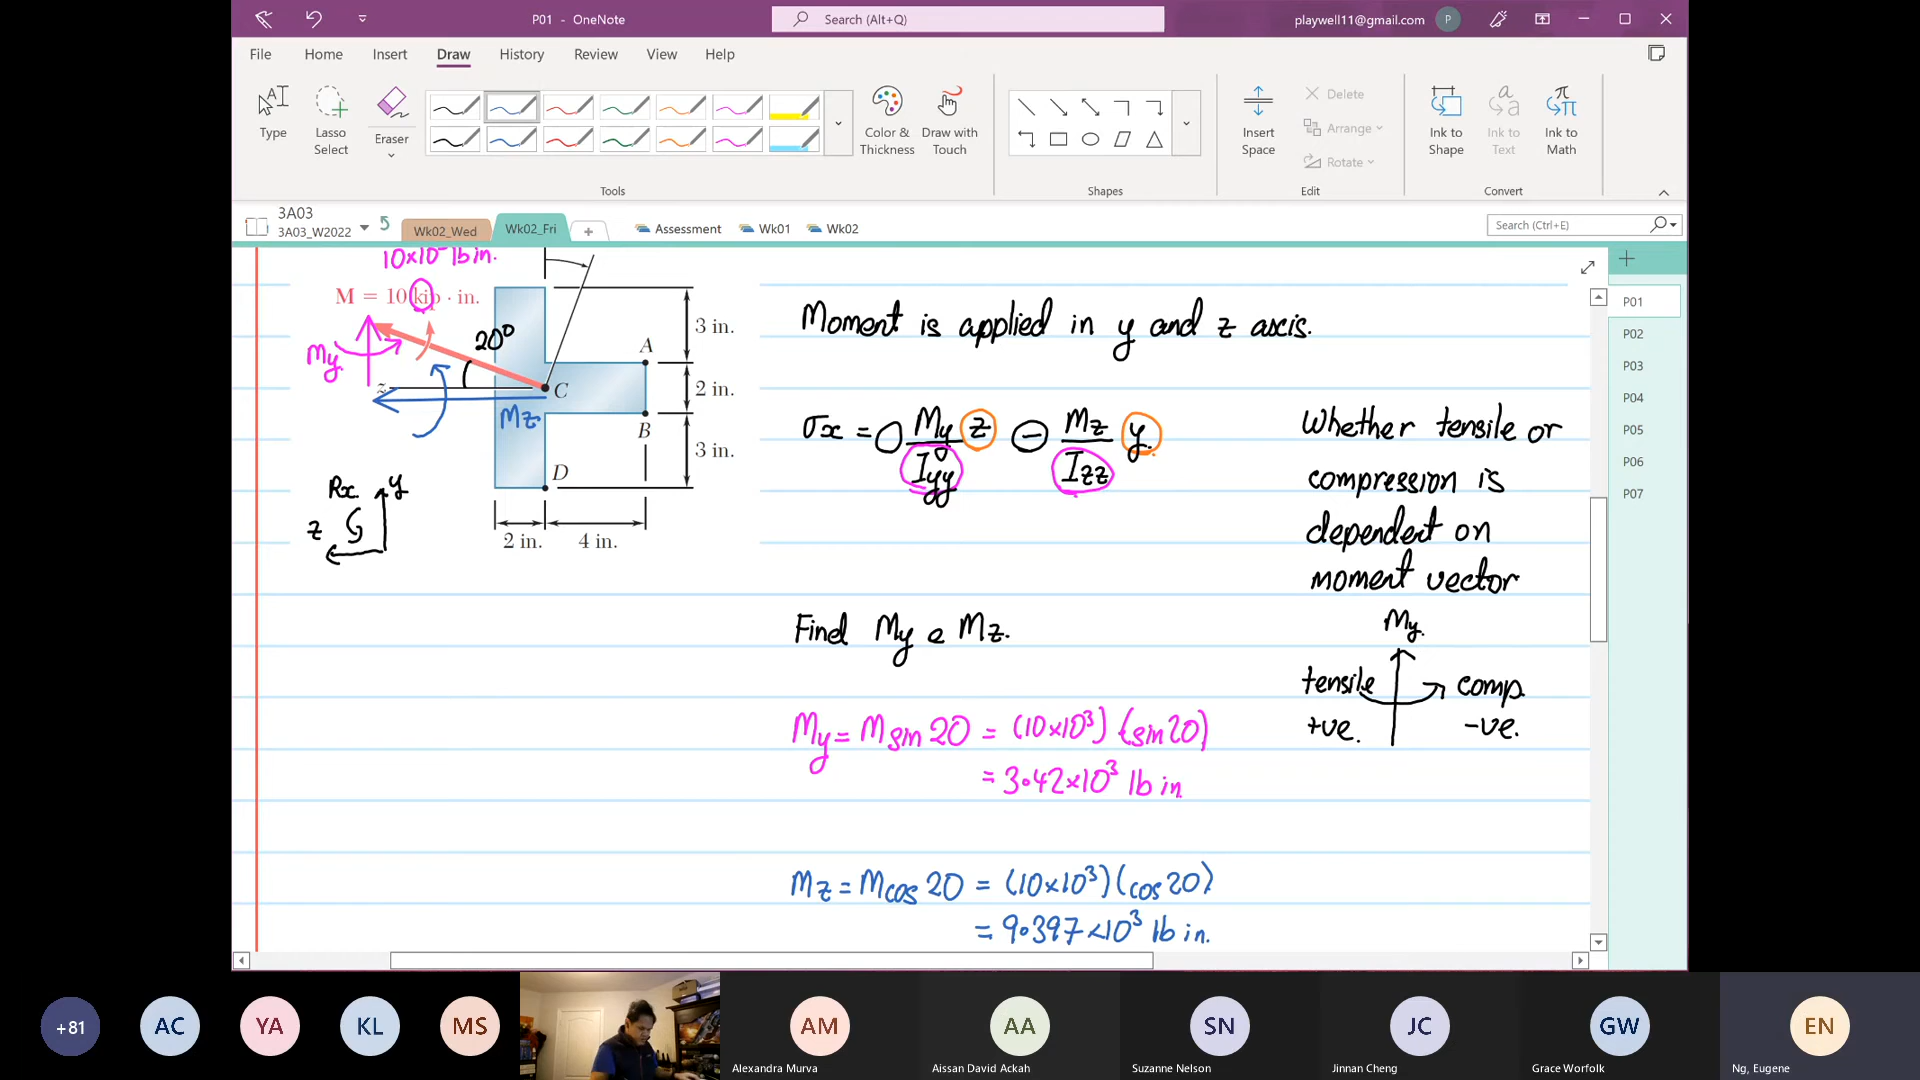 P01 - OneNote
Search (Alt+Q)
playwell11@gmail.com
P
File Home Insert Draw History Review View Help
Type
Lasso Select
Eraser
Color & Thickness
Draw with Touch
Insert Space
Delete
Arrange
Rotate
Ink to Shape
Ink to Text
Ink to Math
Tools
Shapes
Edit
Convert
3A03
3A03_W2022
Wk02_Wed
Wk02_Fri
Assessment
Wk01
Wk02
Search (Ctrl+E)
P01
P02
P03
P04
P05
P06
P07
M = 10 kip · in.
20°
My
z
C
Mz.
A
B
D
3 in.
2 in.
3 in.
2 in.
4 in.
Rx
y
z
Moment is applied in y and z axis.
σx = My/Iyy z − Mz/Izz y.
Whether tensile or
compression is
dependent on
moment vector
My.
tensile
+ve.
comp.
-ve.
Find My & Mz.
My = M sin 20 = (10×10³) (sin 20)
= 3.42×10³ lb in
Mz = M cos 20 = (10×10³) (cos 20)
= 9.397×10³ lb in.
+81
AC
YA
KL
MS
AM
AA
SN
JC
GW
EN
Alexandra Murva
Aissan David Ackah
Suzanne Nelson
Jinnan Cheng
Grace Worfolk
Ng, Eugene